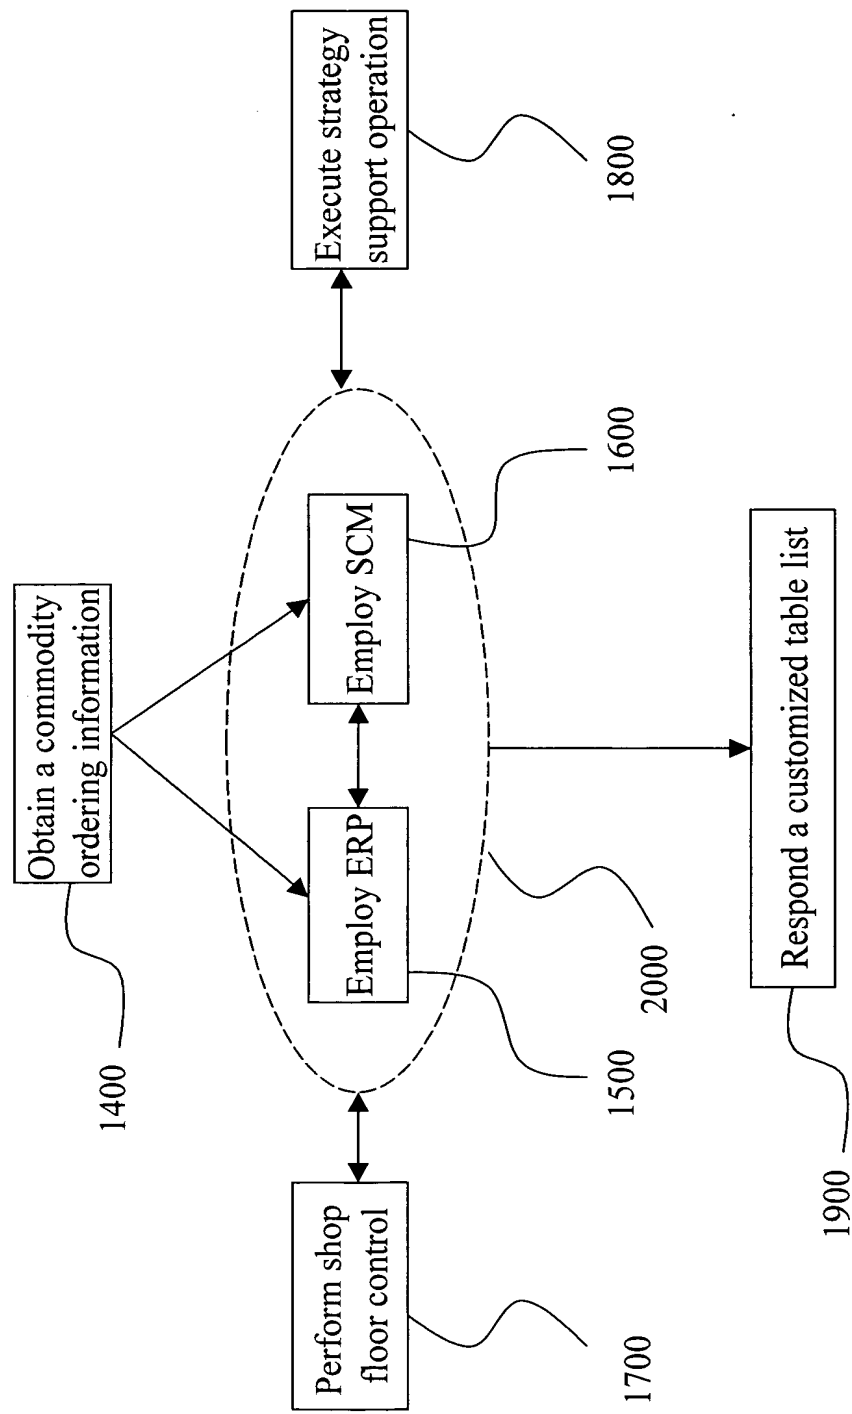 Obtain a commodity
ordering information
1400
Perform shop
floor control
1700
Employ ERP
1500
Employ SCM
1600
2000
Execute strategy
support operation
1800
Respond a customized table list
1900